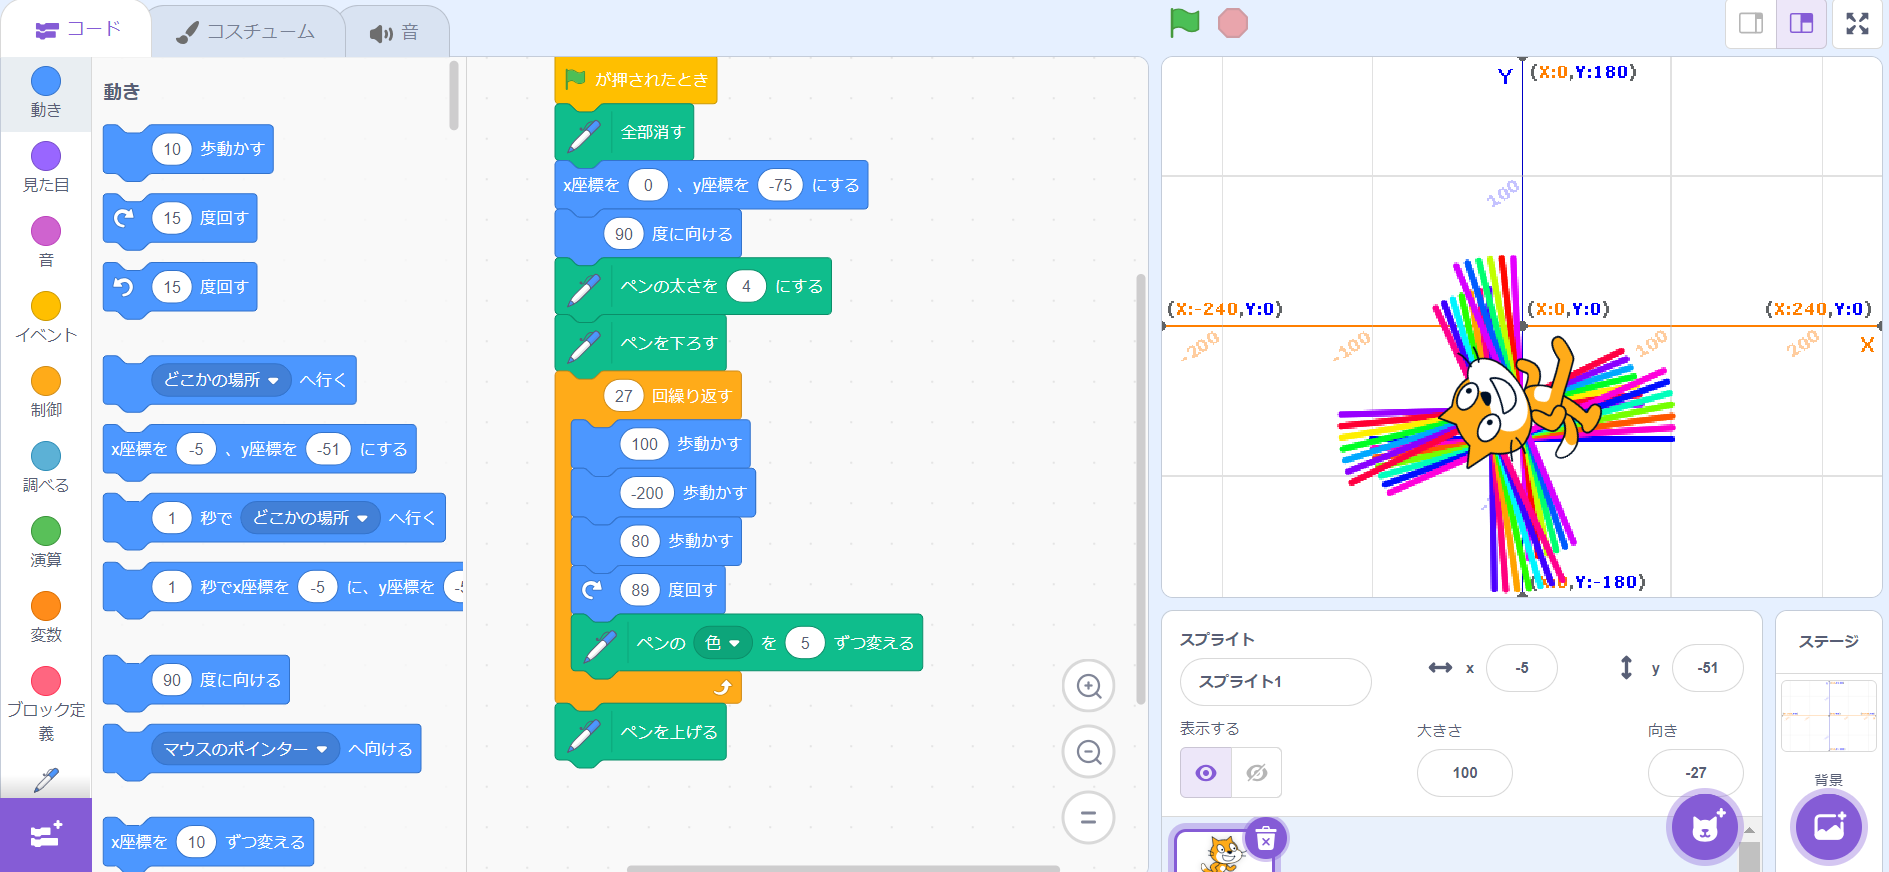 コード
コスチューム
音
動き
見た目
音
イベント
制御
調べる
演算
変数
ブロック定
義
動き
10 歩動かす
15 度回す
15 度回す
どこかの場所 へ行く
x座標を -5 、y座標を -51 にする
1 秒で どこかの場所 へ行く
1 秒でx座標を -5 に、y座標を
90 度に向ける
マウスのポインター へ向ける
x座標を 10 ずつ変える
が押されたとき
全部消す
x座標を 0 、y座標を -75 にする
90 度に向ける
ペンの太さを 4 にする
ペンを下ろす
27 回繰り返す
100 歩動かす
-200 歩動かす
80 歩動かす
89 度回す
ペンの 色 を 5 ずつ変える
ペンを上げる
Y (X:0,Y:180)
100
(X:-240,Y:0) (X:0,Y:0) (X:240,Y:0)
-200 -100 100 200 X
Y:-180)
スプライト
スプライト1 x -5 y -51
表示する 大きさ 向き
100 -27
ステージ
背景